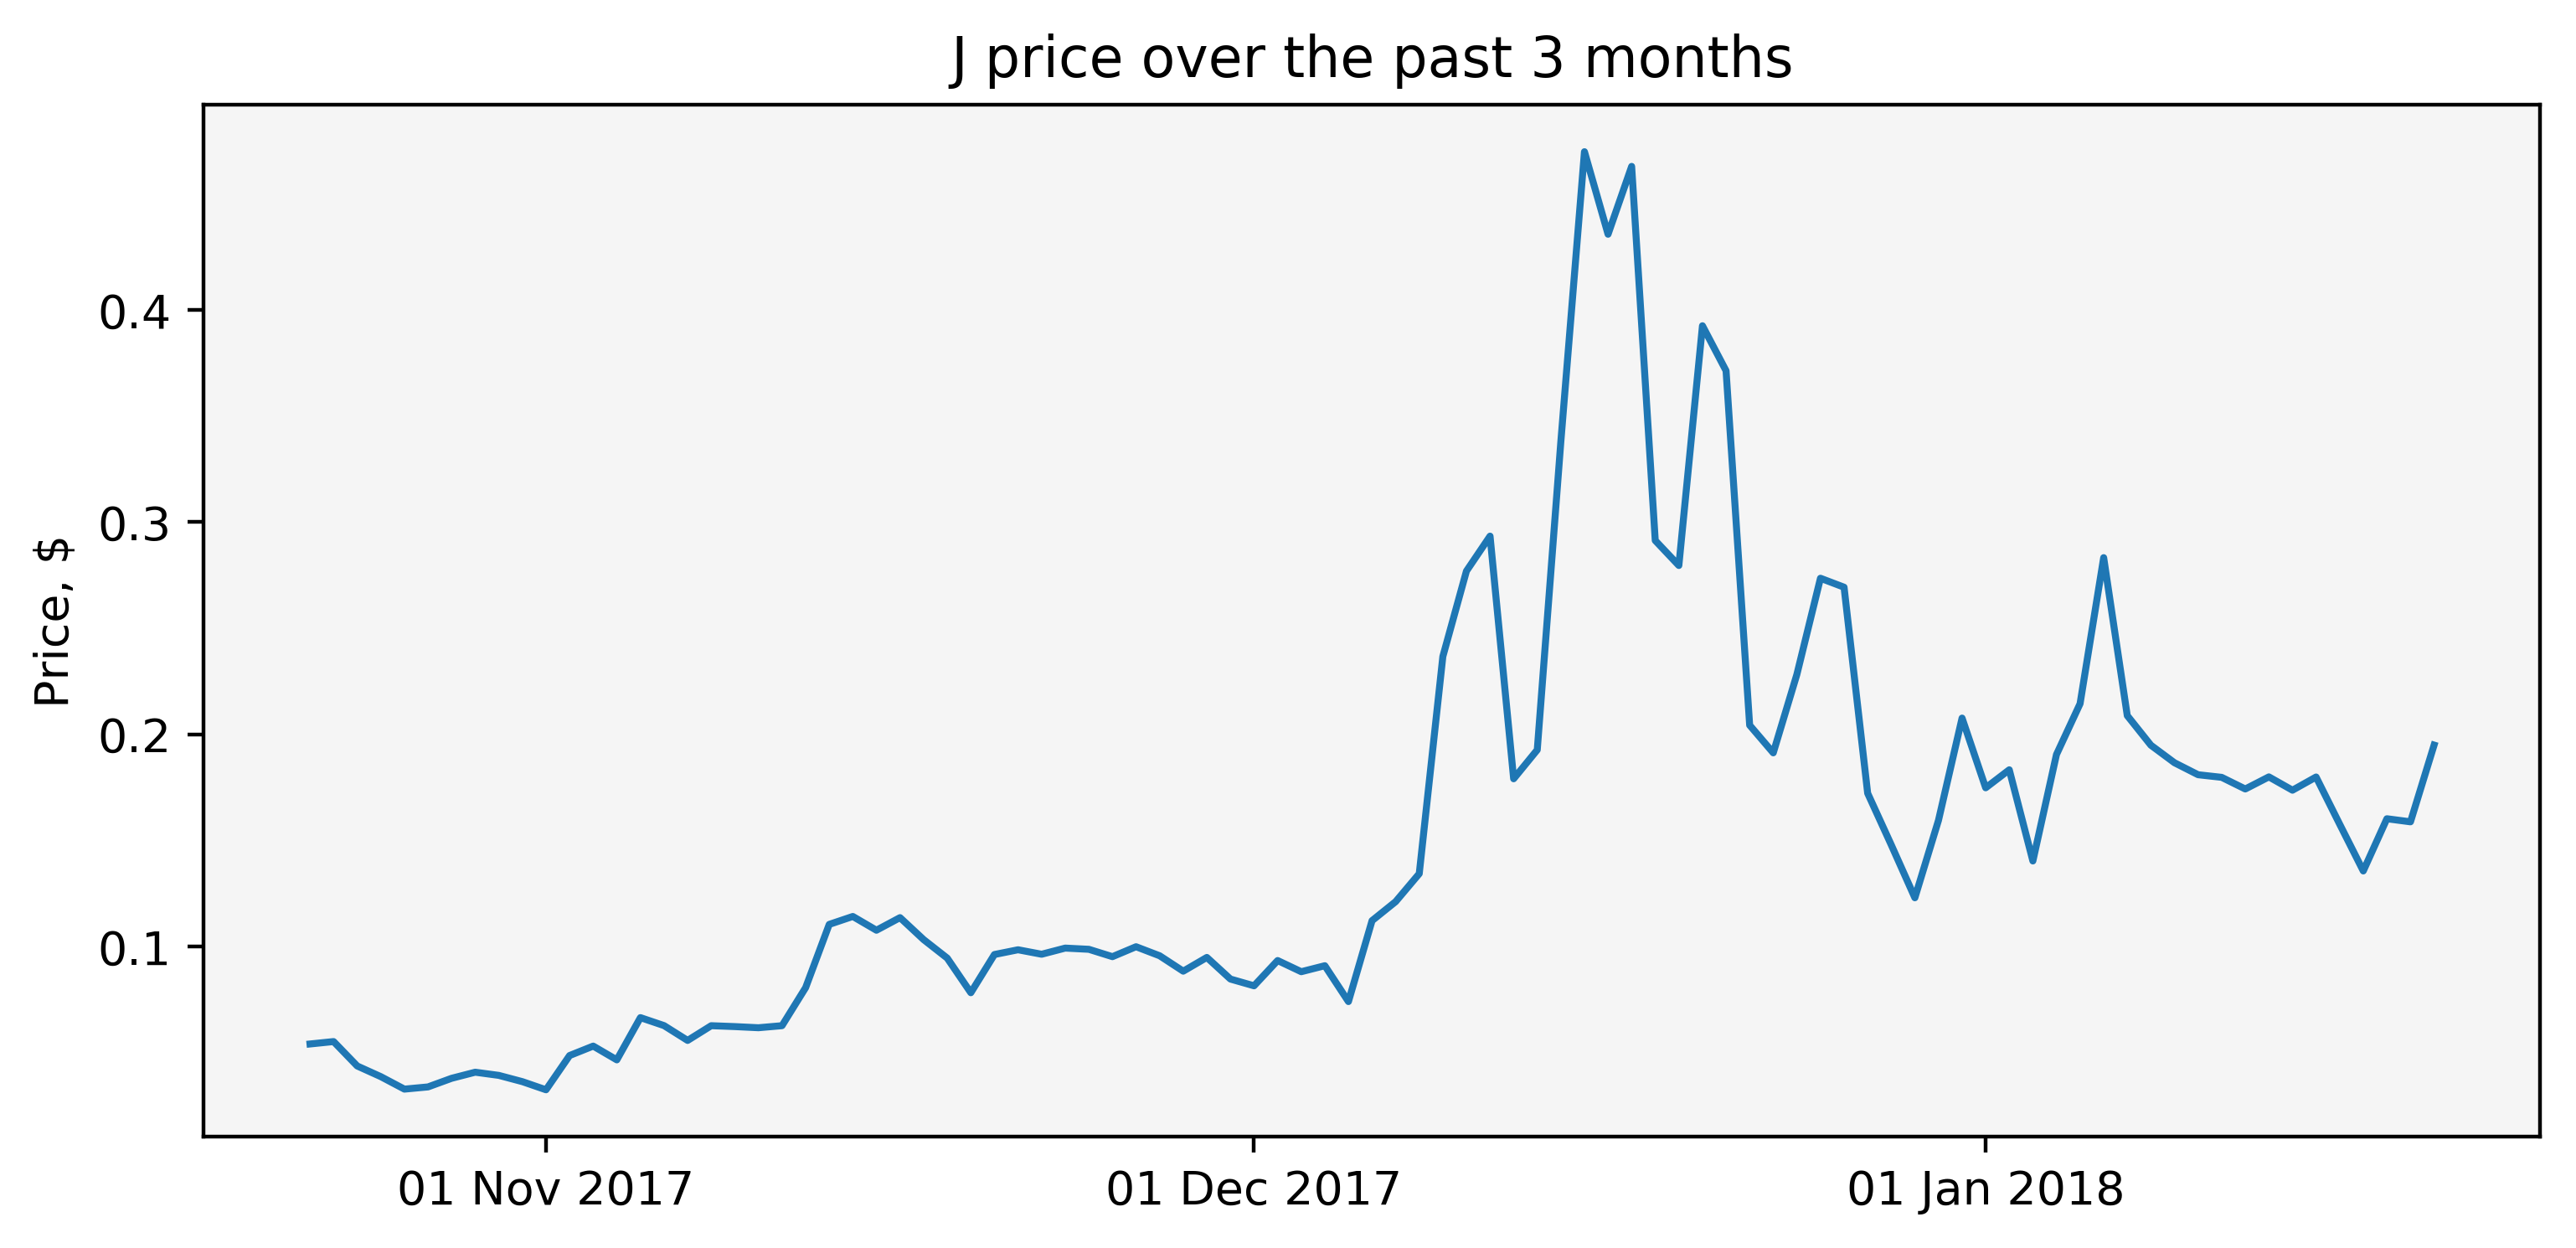 J price over the past 3 months
Price, $
0.4
0.3
0.2
0.1
01 Nov 2017
01 Dec 2017
01 Jan 2018